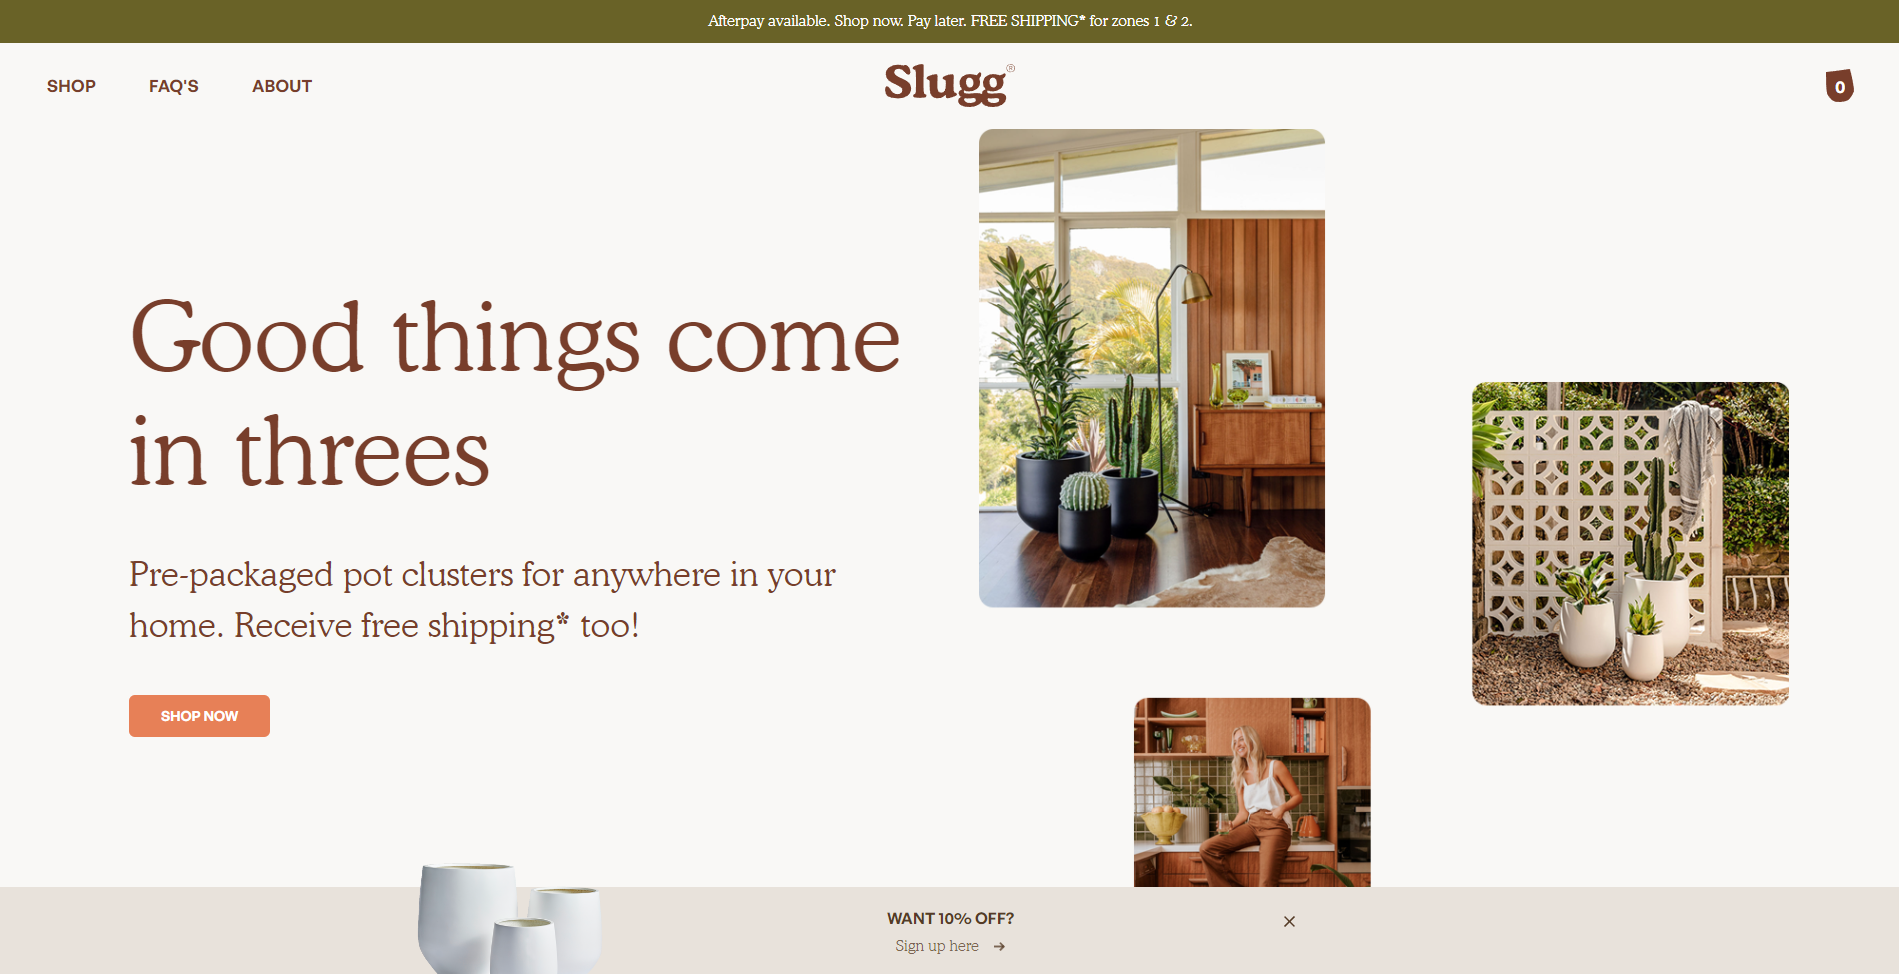 Afterpay available. Shop now. Pay later. FREE SHIPPING* for zones 1 & 2.
SHOP
FAQ'S
ABOUT
Slugg®
0
Good things come
in threes
Pre-packaged pot clusters for anywhere in your
home. Receive free shipping* too!
SHOP NOW
WANT 10% OFF?
Sign up here →